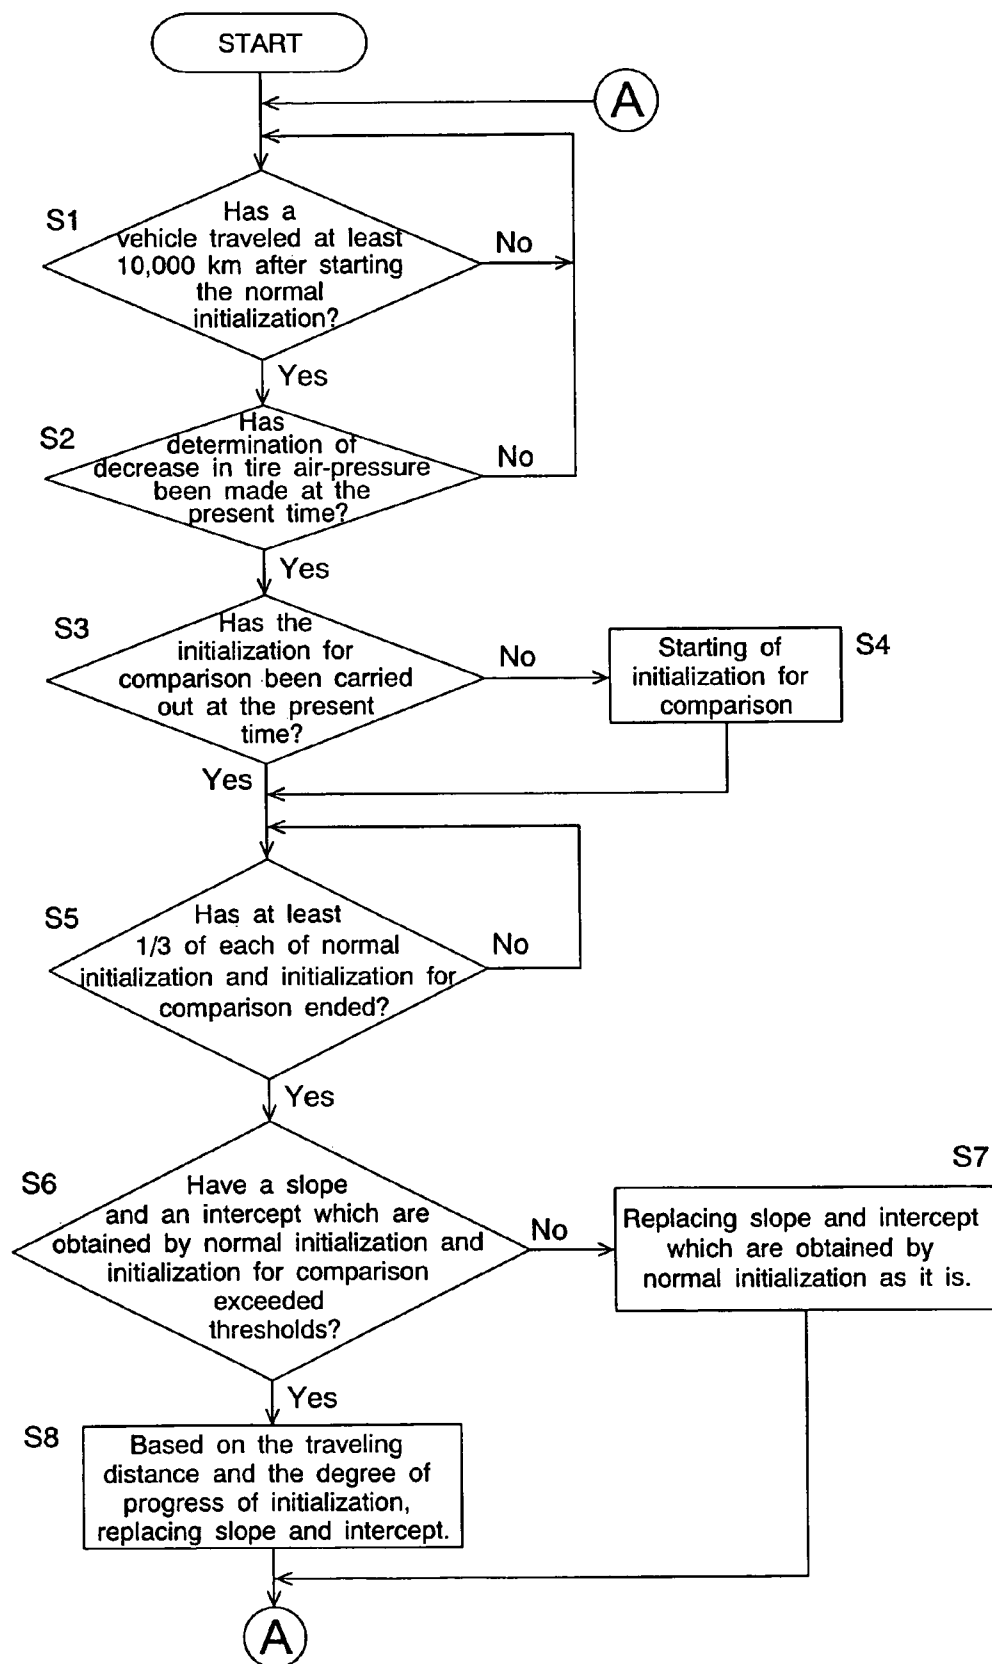 START
A
S1
Has a
vehicle traveled at least
10,000 km after starting
the normal
initialization?
No
Yes
S2
Has
determination of
decrease in tire air-pressure
been made at the
present time?
No
Yes
S3
Has the
initialization for
comparison been carried
out at the present
time?
No
Starting of
initialization for
comparison
S4
Yes
S5
Has at least
1/3 of each of normal
initialization and initialization for
comparison ended?
No
Yes
S6
Have a slope
and an intercept which are
obtained by normal initialization and
initialization for comparison
exceeded
thresholds?
No
S7
Replacing slope and intercept
which are obtained by
normal initialization as it is.
Yes
S8
Based on the traveling
distance and the degree of
progress of initialization,
replacing slope and intercept.
A